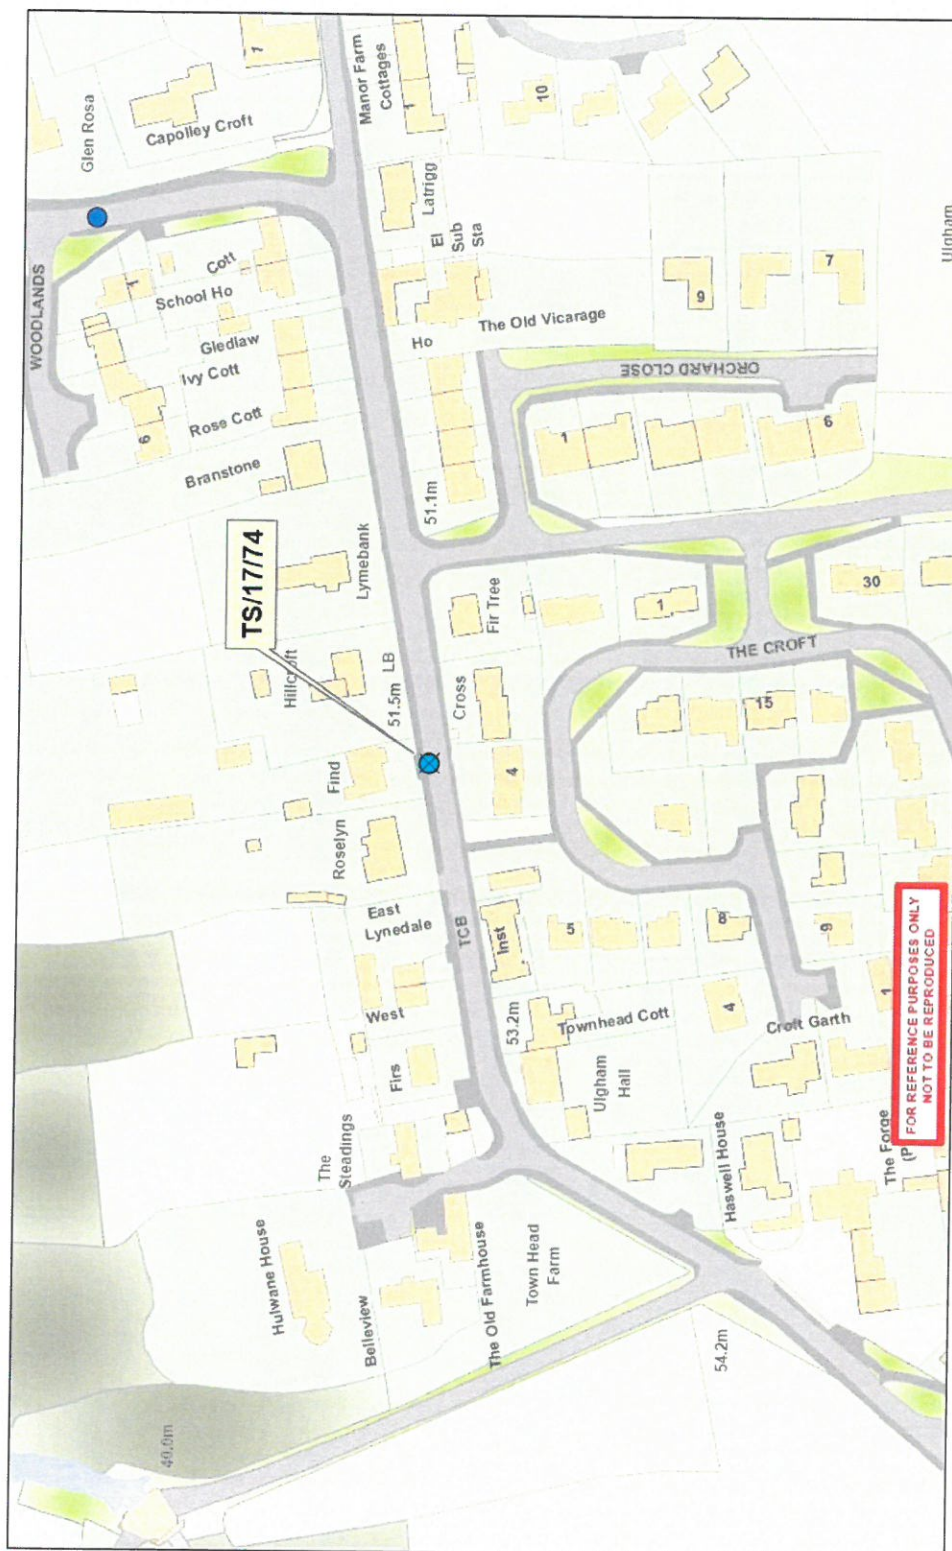 WOODLANDS
Glen Rosa
Capolley Croft
1
Manor Farm
Cottages
1
10
Latrigg
El
Sub
Sta
1
School Ho
Cott
Gledlaw
Ivy Cott
Rose Cott
6
Branstone
Ho
The Old Vicarage
9
7
Ulgham
ORCHARD CLOSE
1
6
51.1m
TS/17/74
Lymebank
Hillcroft
51.5m
LB
Fir Tree
1
30
THE CROFT
Cross
15
4
Find
Roselyn
East
Lynedale
TCB
Inst
5
8
9
West
53.2m
Townhead Cott
4
Croft Garth
1
Firs
Ulgham
Hall
The
Steadings
Haswell House
The Forge
(P
Hulwane House
Belleview
The Old Farmhouse
Town Head
Farm
54.2m
40.0m
FOR REFERENCE PURPOSES ONLY
NOT TO BE REPRODUCED